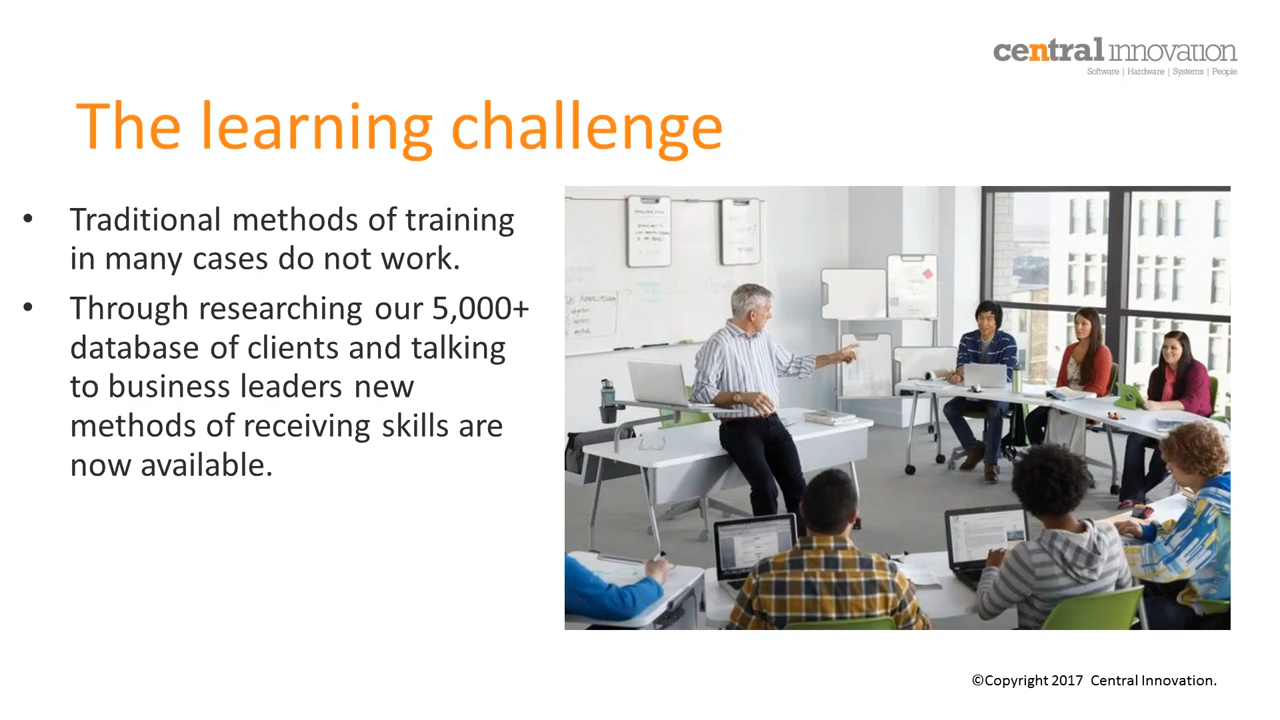 central innovation
Software | Hardware | Systems | People
The learning challenge
• Traditional methods of training
in many cases do not work.
• Through researching our 5,000+
database of clients and talking
to business leaders new
methods of receiving skills are
now available.
©Copyright 2017 Central Innovation.